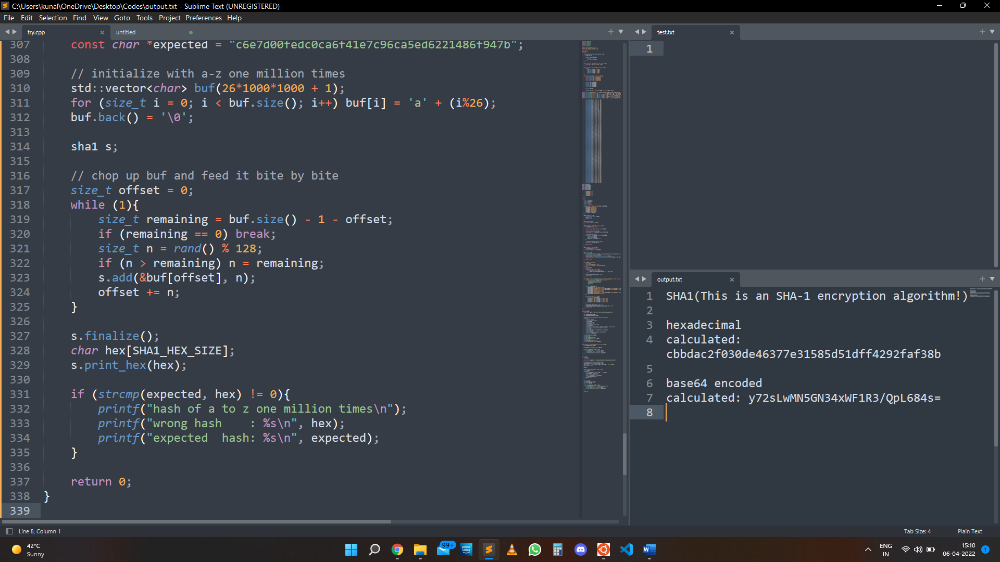 C:\Users\kunal\OneDrive\Desktop\Codes\output.txt - Sublime Text (UNREGISTERED)
File Edit Selection Find View Goto Tools Project Preferences Help
try.cpp
untitled
307 const char *expected = "c6e7d00fedc0ca6f41e7c96ca5ed6221486f947b";
308
309 // initialize with a-z one million times
310 std::vector<char> buf(26*1000*1000 + 1);
311 for (size_t i = 0; i < buf.size(); i++) buf[i] = 'a' + (i%26);
312 buf.back() = '\0';
313
314 sha1 s;
315
316 // chop up buf and feed it bite by bite
317 size_t offset = 0;
318 while (1){
319 size_t remaining = buf.size() - 1 - offset;
320 if (remaining == 0) break;
321 size_t n = rand() % 128;
322 if (n > remaining) n = remaining;
323 s.add(&buf[offset], n);
324 offset += n;
325 }
326
327 s.finalize();
328 char hex[SHA1_HEX_SIZE];
329 s.print_hex(hex);
330
331 if (strcmp(expected, hex) != 0){
332 printf("hash of a to z one million times\n");
333 printf("wrong hash    : %s\n", hex);
334 printf("expected  hash: %s\n", expected);
335 }
336
337 return 0;
338 }
339
test.txt
1
output.txt
1 SHA1(This is an SHA-1 encryption algorithm!)
2
3 hexadecimal
4 calculated:
cbbdac2f030de46377e31585d51dff4292faf38b
5
6 base64 encoded
7 calculated: y72sLwMN5GN34xWF1R3/QpL684s=
8
Line 8, Column 1
Tab Size: 4
Plain Text
42°C
Sunny
99+
prime video
W
ENG
IN
15:10
06-04-2022
1